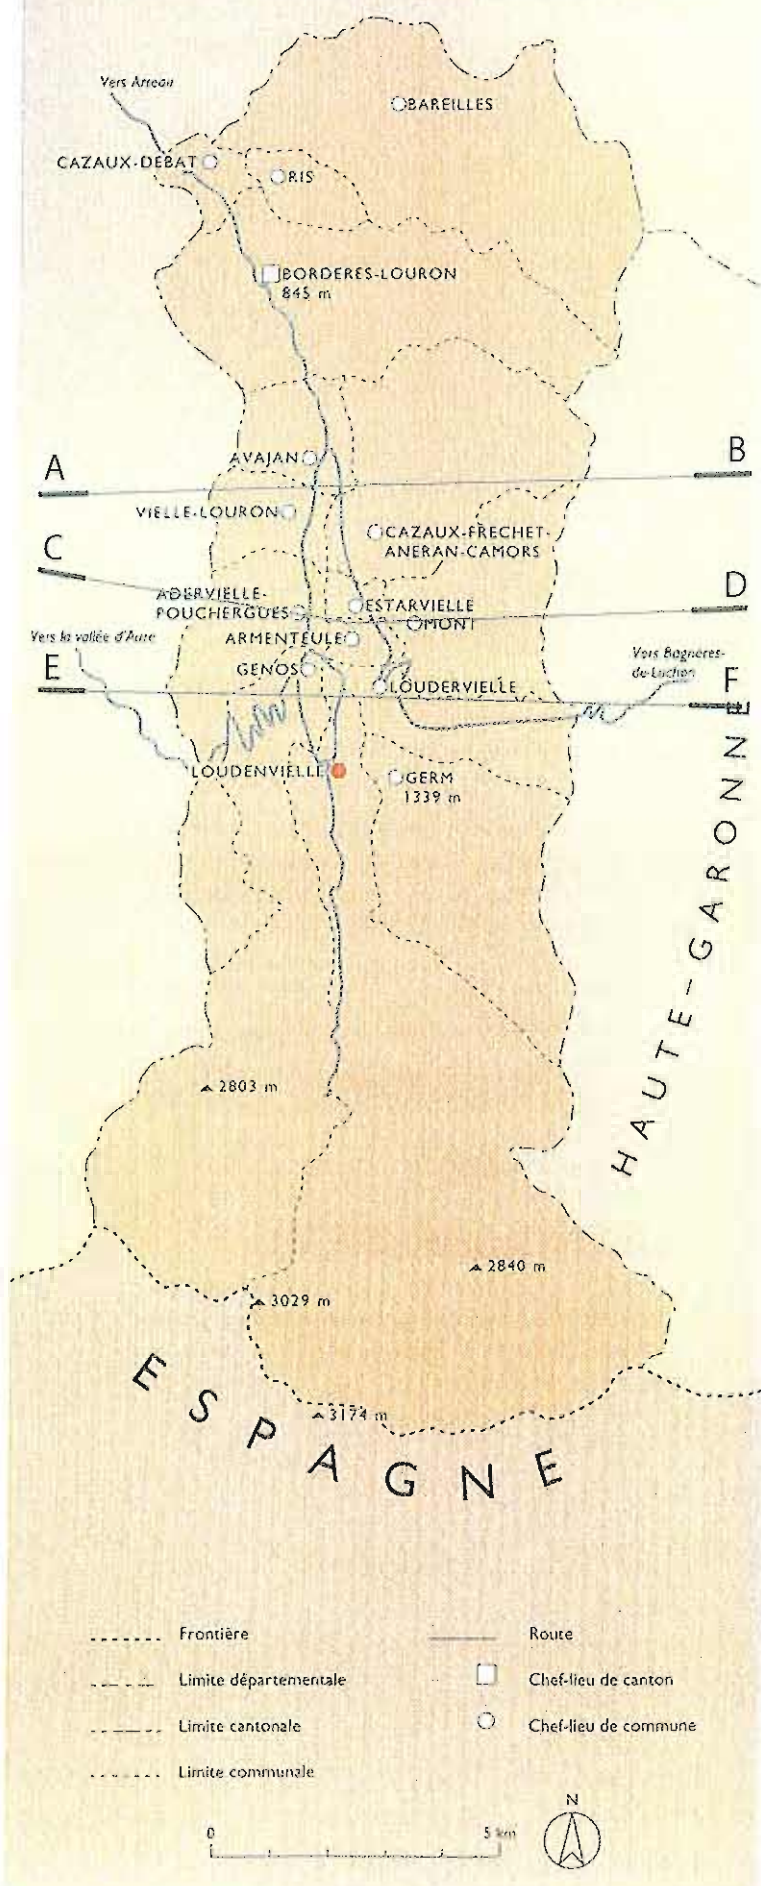 Vers Arreau
BAREILLES
CAZAUX-DEBAT
RIS
BORDERES-LOURON
845 m
AVAJAN
A
B
VIELLE-LOURON
CAZAUX-FRECHET-
ANERAN-CAMORS
C
D
ADERVIELLE-
POUCHERGUES
ESTARVIELLE
MONT
Vers la vallée d'Aure
ARMENTEULE
Vers Bagnères-
de-Luchon
E
GENOS
LOUDERVIELLE
F
LOUDENVIELLE
GERM
1339 m
HAUTE-GARONNE
2803 m
2840 m
3029 m
3174 m
ESPAGNE
Frontière
Route
Limite départementale
Chef-lieu de canton
Limite cantonale
Chef-lieu de commune
Limite communale
0
5 km
N